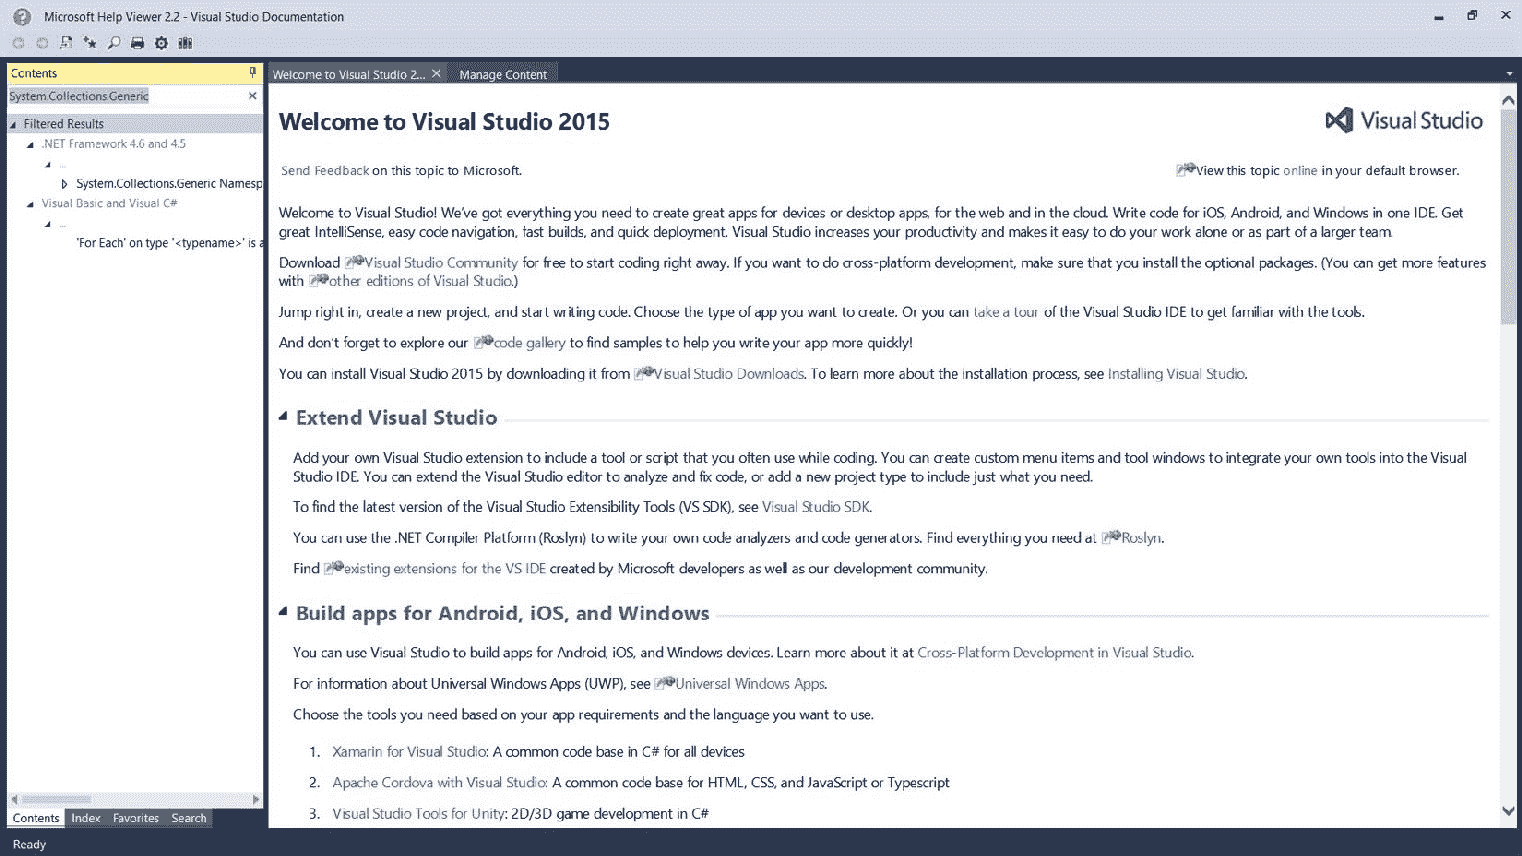 Microsoft Help Viewer 2.2 - Visual Studio Documentation
Contents
System.Collections.Generic
Filtered Results
.NET Framework 4.6 and 4.5
...
System.Collections.Generic Namesp
Visual Basic and Visual C#
...
'For Each' on type '<typename>' is a
Contents Index Favorites Search
Welcome to Visual Studio 2... Manage Content
Welcome to Visual Studio 2015
Visual Studio
Send Feedback on this topic to Microsoft.
View this topic online in your default browser.
Welcome to Visual Studio! We've got everything you need to create great apps for devices or desktop apps, for the web and in the cloud. Write code for iOS, Android, and Windows in one IDE. Get
great IntelliSense, easy code navigation, fast builds, and quick deployment. Visual Studio increases your productivity and makes it easy to do your work alone or as part of a larger team.
Download Visual Studio Community for free to start coding right away. If you want to do cross-platform development, make sure that you install the optional packages. (You can get more features
with other editions of Visual Studio.)
Jump right in, create a new project, and start writing code. Choose the type of app you want to create. Or you can take a tour of the Visual Studio IDE to get familiar with the tools.
And don't forget to explore our code gallery to find samples to help you write your app more quickly!
You can install Visual Studio 2015 by downloading it from Visual Studio Downloads. To learn more about the installation process, see Installing Visual Studio.
Extend Visual Studio
Add your own Visual Studio extension to include a tool or script that you often use while coding. You can create custom menu items and tool windows to integrate your own tools into the Visual
Studio IDE. You can extend the Visual Studio editor to analyze and fix code, or add a new project type to include just what you need.
To find the latest version of the Visual Studio Extensibility Tools (VS SDK), see Visual Studio SDK.
You can use the .NET Compiler Platform (Roslyn) to write your own code analyzers and code generators. Find everything you need at Roslyn.
Find existing extensions for the VS IDE created by Microsoft developers as well as our development community.
Build apps for Android, iOS, and Windows
You can use Visual Studio to build apps for Android, iOS, and Windows devices. Learn more about it at Cross-Platform Development in Visual Studio.
For information about Universal Windows Apps (UWP), see Universal Windows Apps.
Choose the tools you need based on your app requirements and the language you want to use.
1. Xamarin for Visual Studio: A common code base in C# for all devices
2. Apache Cordova with Visual Studio: A common code base for HTML, CSS, and JavaScript or Typescript
3. Visual Studio Tools for Unity: 2D/3D game development in C#
Ready